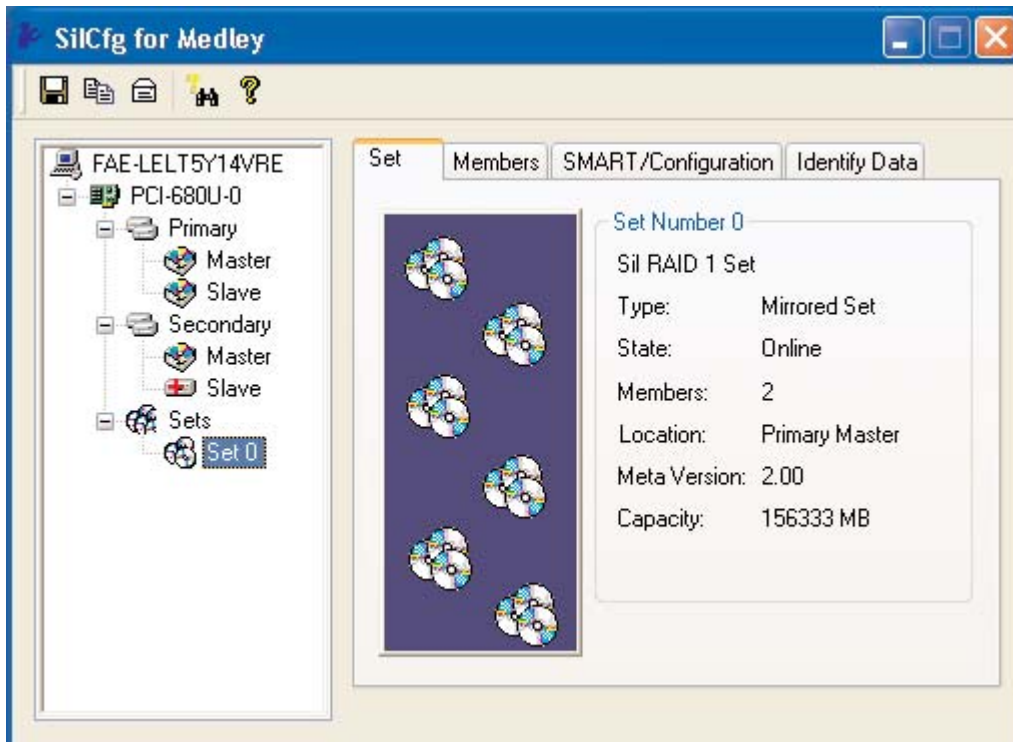 SilCfg for Medley
FAE-LELT5Y14VRE
PCI-680U-0
Primary
Master
Slave
Secondary
Master
Slave
Sets
Set 0
Set
Members
SMART/Configuration
Identify Data
Set Number 0
Sil RAID 1 Set
Type: Mirrored Set
State: Online
Members: 2
Location: Primary Master
Meta Version: 2.00
Capacity: 156333 MB